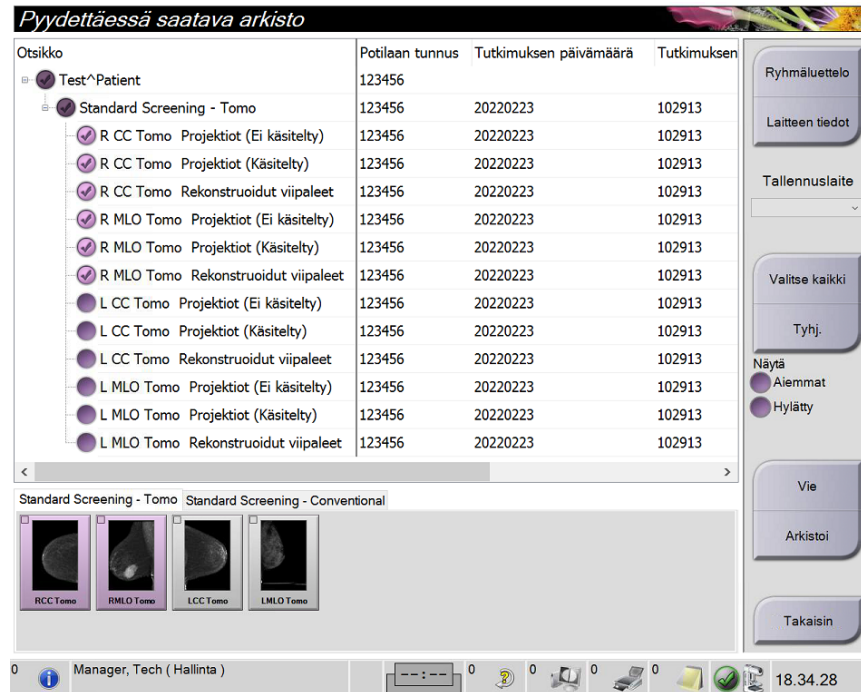 Pyydettäessä saatava arkisto
Otsikko Potilaan tunnus Tutkimuksen päivämäärä Tutkimuksen
Test^Patient 123456
Standard Screening - Tomo 123456 20220223 102913
R CC Tomo Projektiot (Ei käsitelty) 123456 20220223 102913
R CC Tomo Projektiot (Käsitelty) 123456 20220223 102913
R CC Tomo Rekonstruoidut viipaleet 123456 20220223 102913
R MLO Tomo Projektiot (Ei käsitelty) 123456 20220223 102913
R MLO Tomo Projektiot (Käsitelty) 123456 20220223 102913
R MLO Tomo Rekonstruoidut viipaleet 123456 20220223 102913
L CC Tomo Projektiot (Ei käsitelty) 123456 20220223 102913
L CC Tomo Projektiot (Käsitelty) 123456 20220223 102913
L CC Tomo Rekonstruoidut viipaleet 123456 20220223 102913
L MLO Tomo Projektiot (Ei käsitelty) 123456 20220223 102913
L MLO Tomo Projektiot (Käsitelty) 123456 20220223 102913
L MLO Tomo Rekonstruoidut viipaleet 123456 20220223 102913
Ryhmäluettelo
Laitteen tiedot
Tallennuslaite
Valitse kaikki
Tyhj.
Näytä
Aiemmat
Hylätty
Vie
Arkistoi
Takaisin
Standard Screening - Tomo Standard Screening - Conventional
RCC Tomo RMLO Tomo LCC Tomo LMLO Tomo
0 Manager, Tech ( Hallinta ) --:-- 0 0 0 0 18.34.28